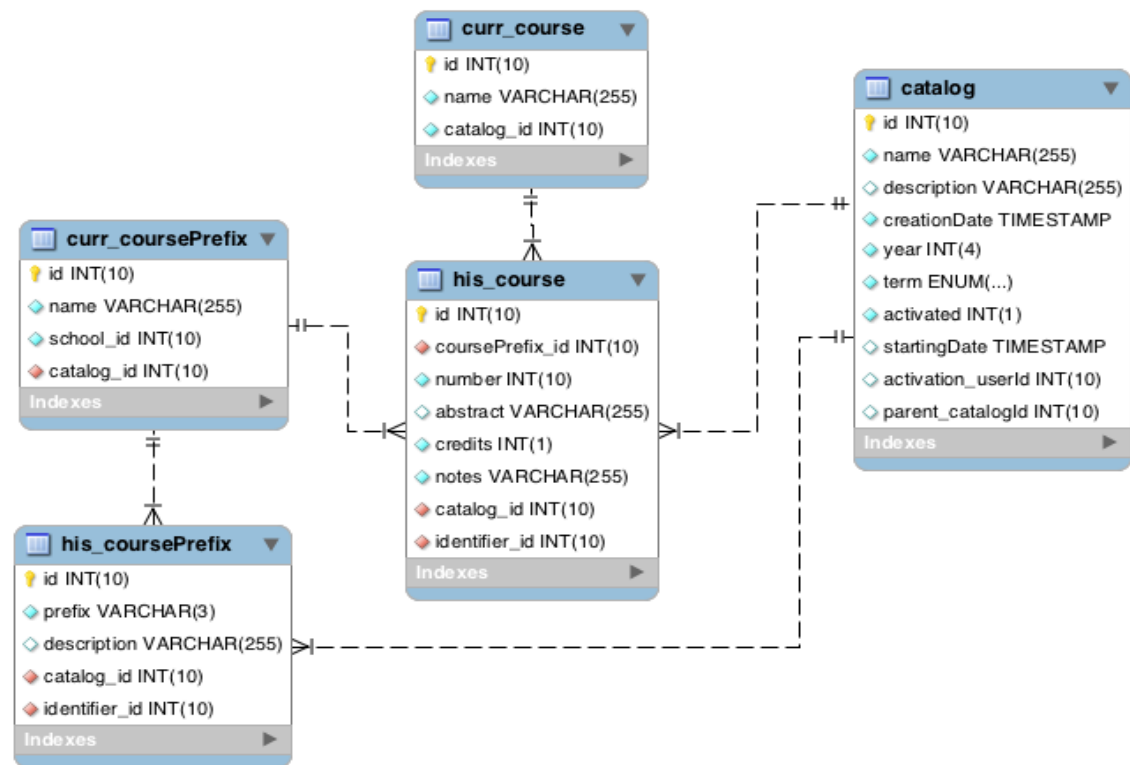 curr_course
id INT(10)
name VARCHAR(255)
catalog_id INT(10)
Indexes
catalog
id INT(10)
name VARCHAR(255)
description VARCHAR(255)
creationDate TIMESTAMP
year INT(4)
term ENUM(...)
activated INT(1)
startingDate TIMESTAMP
activation_userId INT(10)
parent_catalogId INT(10)
Indexes
curr_coursePrefix
id INT(10)
name VARCHAR(255)
school_id INT(10)
catalog_id INT(10)
Indexes
his_course
id INT(10)
coursePrefix_id INT(10)
number INT(10)
abstract VARCHAR(255)
credits INT(1)
notes VARCHAR(255)
catalog_id INT(10)
identifier_id INT(10)
Indexes
his_coursePrefix
id INT(10)
prefix VARCHAR(3)
description VARCHAR(255)
catalog_id INT(10)
identifier_id INT(10)
Indexes